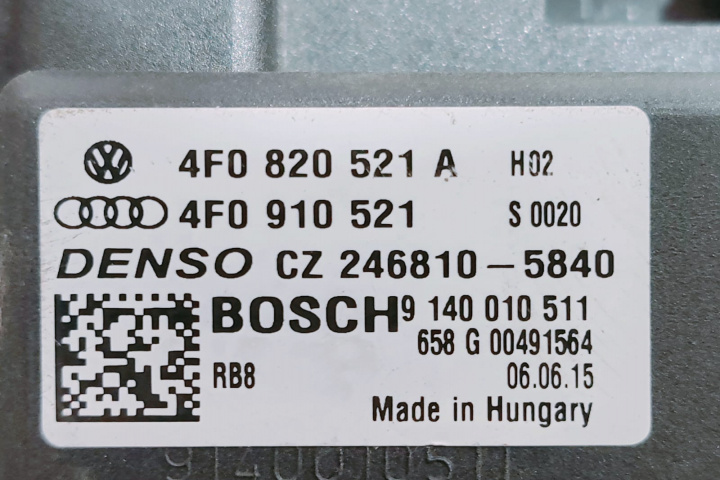 4F0 820 521 A H02
4F0 910 521 S 0020
DENSO CZ 246810-5840
BOSCH 9 140 010 511
658 G 00491564
RB8 06.06.15
Made in Hungary
9140010511